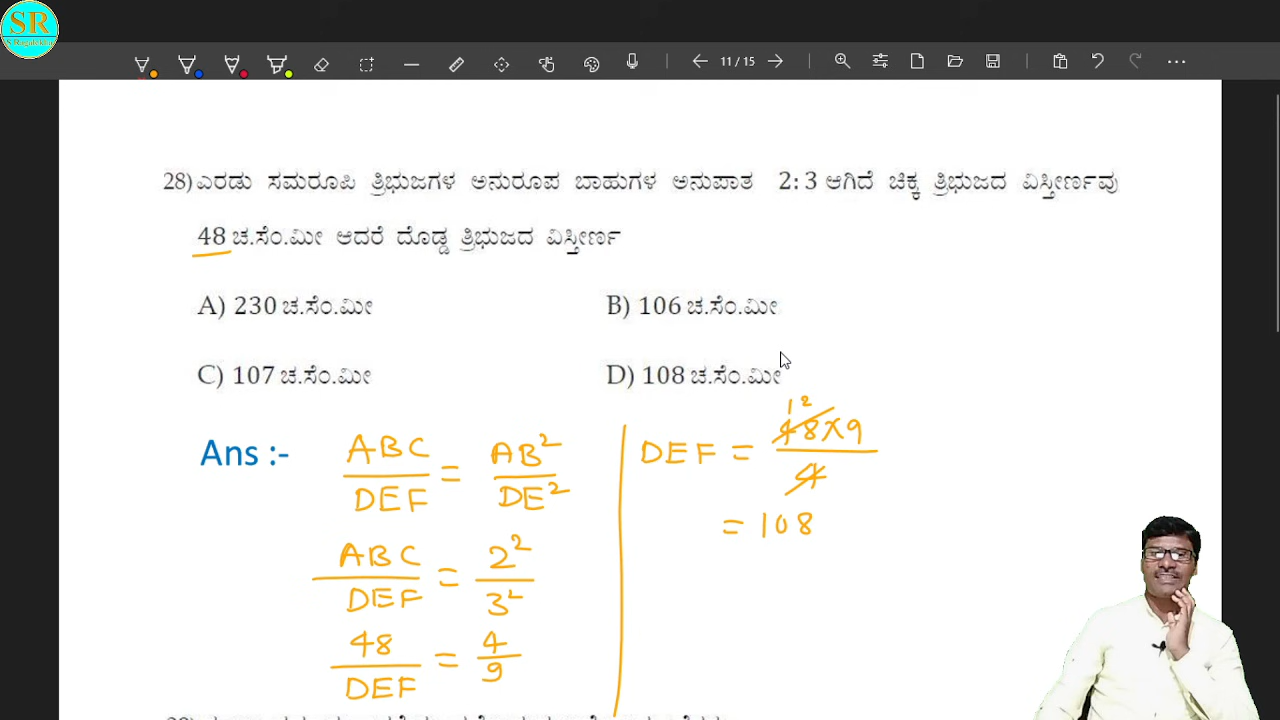 SR
11 / 15
28) ಎರಡು ಸಮರೂಪಿ ತ್ರಿಭುಜಗಳ ಅನುರೂಪ ಬಾಹುಗಳ ಅನುಪಾತ 2: 3 ಆಗಿದೆ ಚಿಕ್ಕ ತ್ರಿಭುಜದ ವಿಸ್ತೀರ್ಣವು
48 ಚ.ಸೆಂ.ಮೀ ಆದರೆ ದೊಡ್ಡ ತ್ರಿಭುಜದ ವಿಸ್ತೀರ್ಣ
A) 230 ಚ.ಸೆಂ.ಮೀ B) 106 ಚ.ಸೆಂ.ಮೀ
C) 107 ಚ.ಸೆಂ.ಮೀ D) 108 ಚ.ಸೆಂ.ಮೀ
Ans :-
ABC / DEF = AB² / DE²
ABC / DEF = 2² / 3²
48 / DEF = 4 / 9
12
DEF = 48 × 9 / 4
= 108